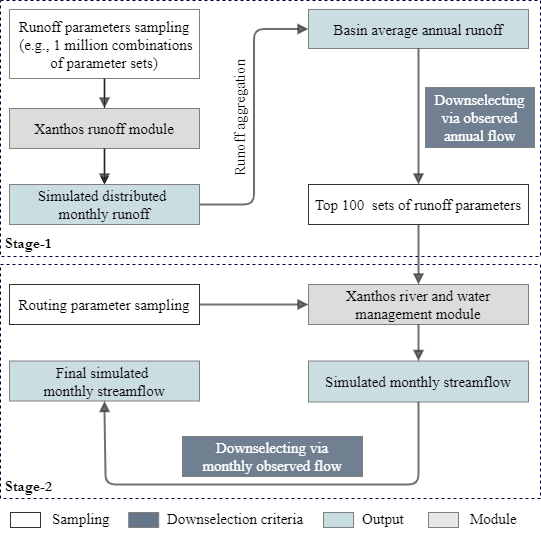 Runoff parameters sampling
(e.g., 1 million combinations
of parameter sets)
Xanthos runoff module
Simulated distributed
monthly runoff
Stage-1
Runoff aggregation
Basin average annual runoff
Downselecting
via observed
annual flow
Top 100 sets of runoff parameters
Routing parameter sampling
Xanthos river and water
management module
Simulated monthly streamflow
Final simulated
monthly streamflow
Downselecting via
monthly observed flow
Stage-2
Sampling
Downselection criteria
Output
Module